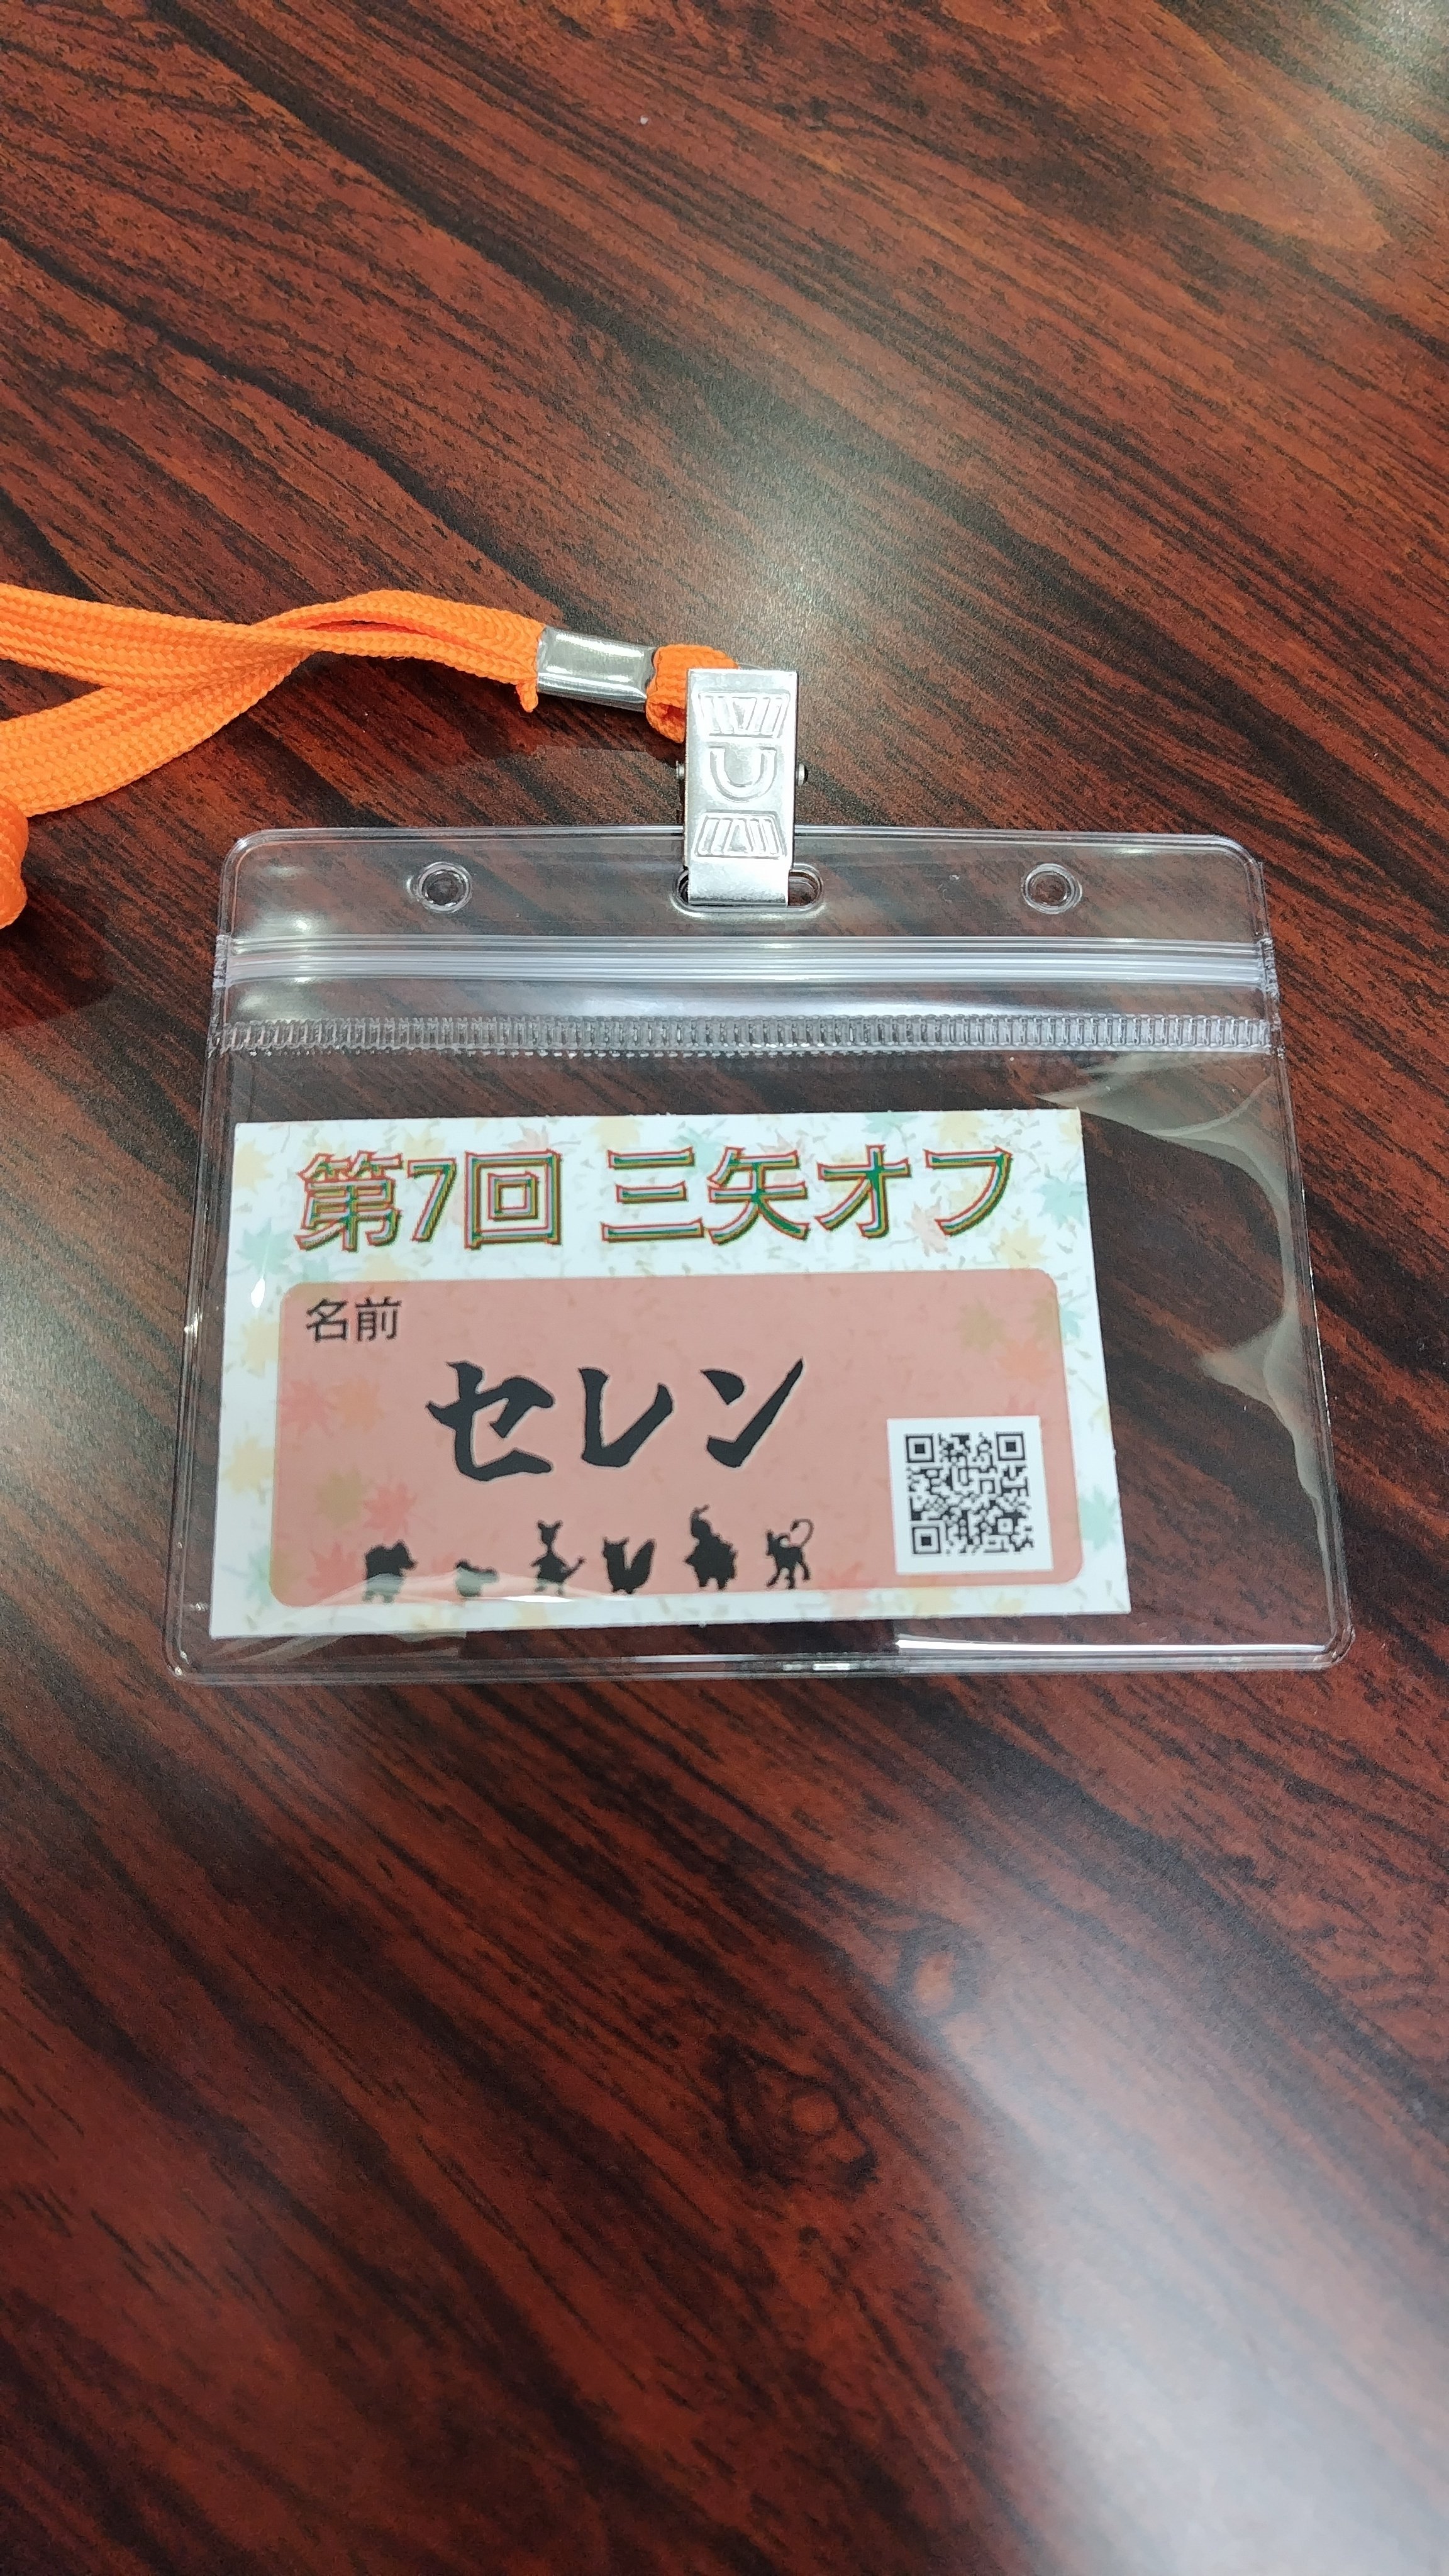 第7回 三矢オフ
名前
セレン